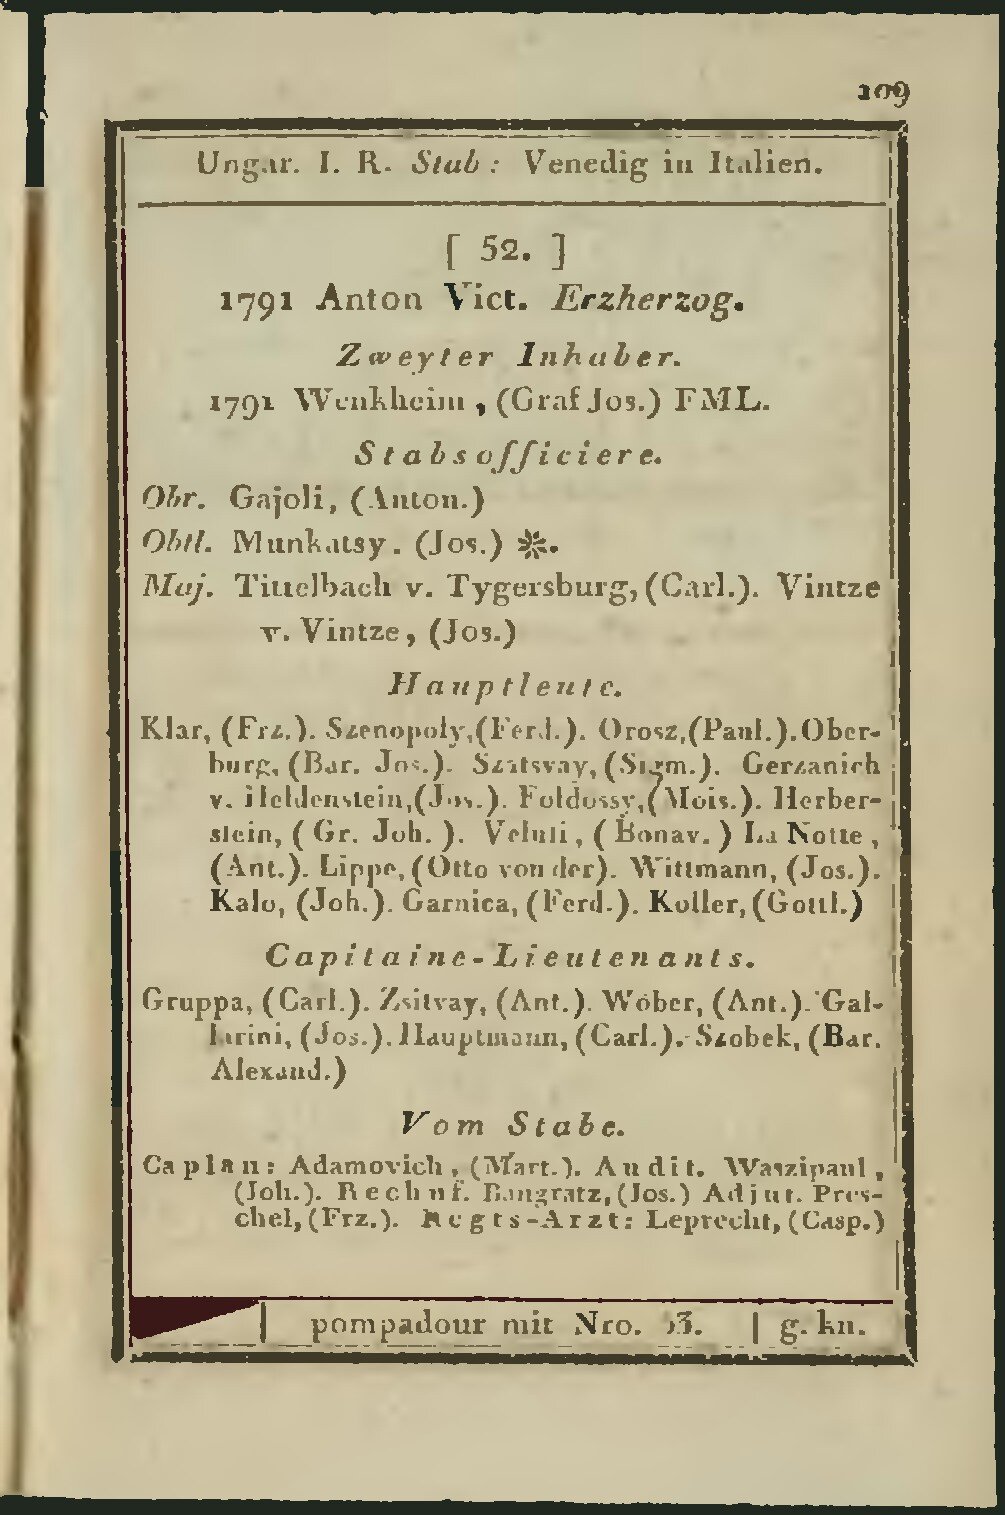 109
Ungar. I. R. Stab: Venedig in Italien.
[ 52. ]
1791 Anton Vict. Erzherzog.
Zweyter Inhaber.
1791 Wenkheim, (Graf Jos.) FML.
Stabsofficiere.
Obr. Gajoli, (Anton.)
Obtl. Munkatsy. (Jos.) ❋.
Maj. Tittelbach v. Tygersburg, (Carl.). Vintze
v. Vintze, (Jos.)
Hauptleute.
Klar, (Frz.). Szenopoly, (Ferd.). Orosz, (Paul.). Ober-
burg, (Bar. Jos.). Szatsvay, (Sigm.). Gerzanich
v. Heldenstein, (Jos.). Foldossy, (Alois.). Herber-
stein, (Gr. Joh.). Veluti, (Bonav.) La Notte,
(Ant.). Lippe, (Otto von der). Wittmann, (Jos.).
Kalo, (Joh.). Garnica, (Ferd.). Koller, (Gottl.)
Capitaine-Lieutenants.
Gruppa, (Carl.). Zsitvay, (Ant.). Wöber, (Ant.). Gal-
larini, (Jos.). Hauptmann, (Carl.). Szobek, (Bar.
Alexand.)
Vom Stabe.
Caplan: Adamovich, (Mart.). Audit. Waszipaul,
(Joh.). Rechnf. Bangratz, (Jos.) Adjut. Pres-
chel, (Frz.). Regts-Arzt: Leprecht, (Casp.)
pompadour mit Nro. 53. | g. kn.